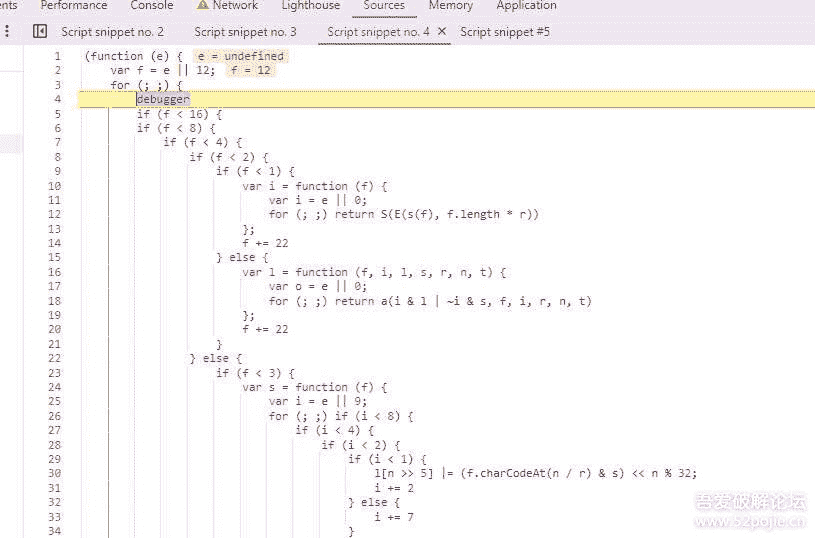 ents Performance Console Network Lighthouse Sources Memory Application
Script snippet no. 2 Script snippet no. 3 Script snippet no. 4 × Script snippet #5
1 (function (e) { e = undefined
2 var f = e || 12; f = 12
3 for (; ;) {
4 debugger
5 if (f < 16) {
6 if (f < 8) {
7 if (f < 4) {
8 if (f < 2) {
9 if (f < 1) {
10 var i = function (f) {
11 var i = e || 0;
12 for (; ;) return S(E(s(f), f.length * r))
13 };
14 f += 22
15 } else {
16 var l = function (f, i, l, s, r, n, t) {
17 var o = e || 0;
18 for (; ;) return a(i & l | ~i & s, f, i, r, n, t)
19 };
20 f += 22
21 }
22 } else {
23 if (f < 3) {
24 var s = function (f) {
25 var i = e || 9;
26 for (; ;) if (i < 8) {
27 if (i < 4) {
28 if (i < 2) {
29 if (i < 1) {
30 l[n >> 5] |= (f.charCodeAt(n / r) & s) << n % 32;
31 i += 2
32 } else {
33 i += 7
34 }
吾爱破解论坛
www.52pojie.cn